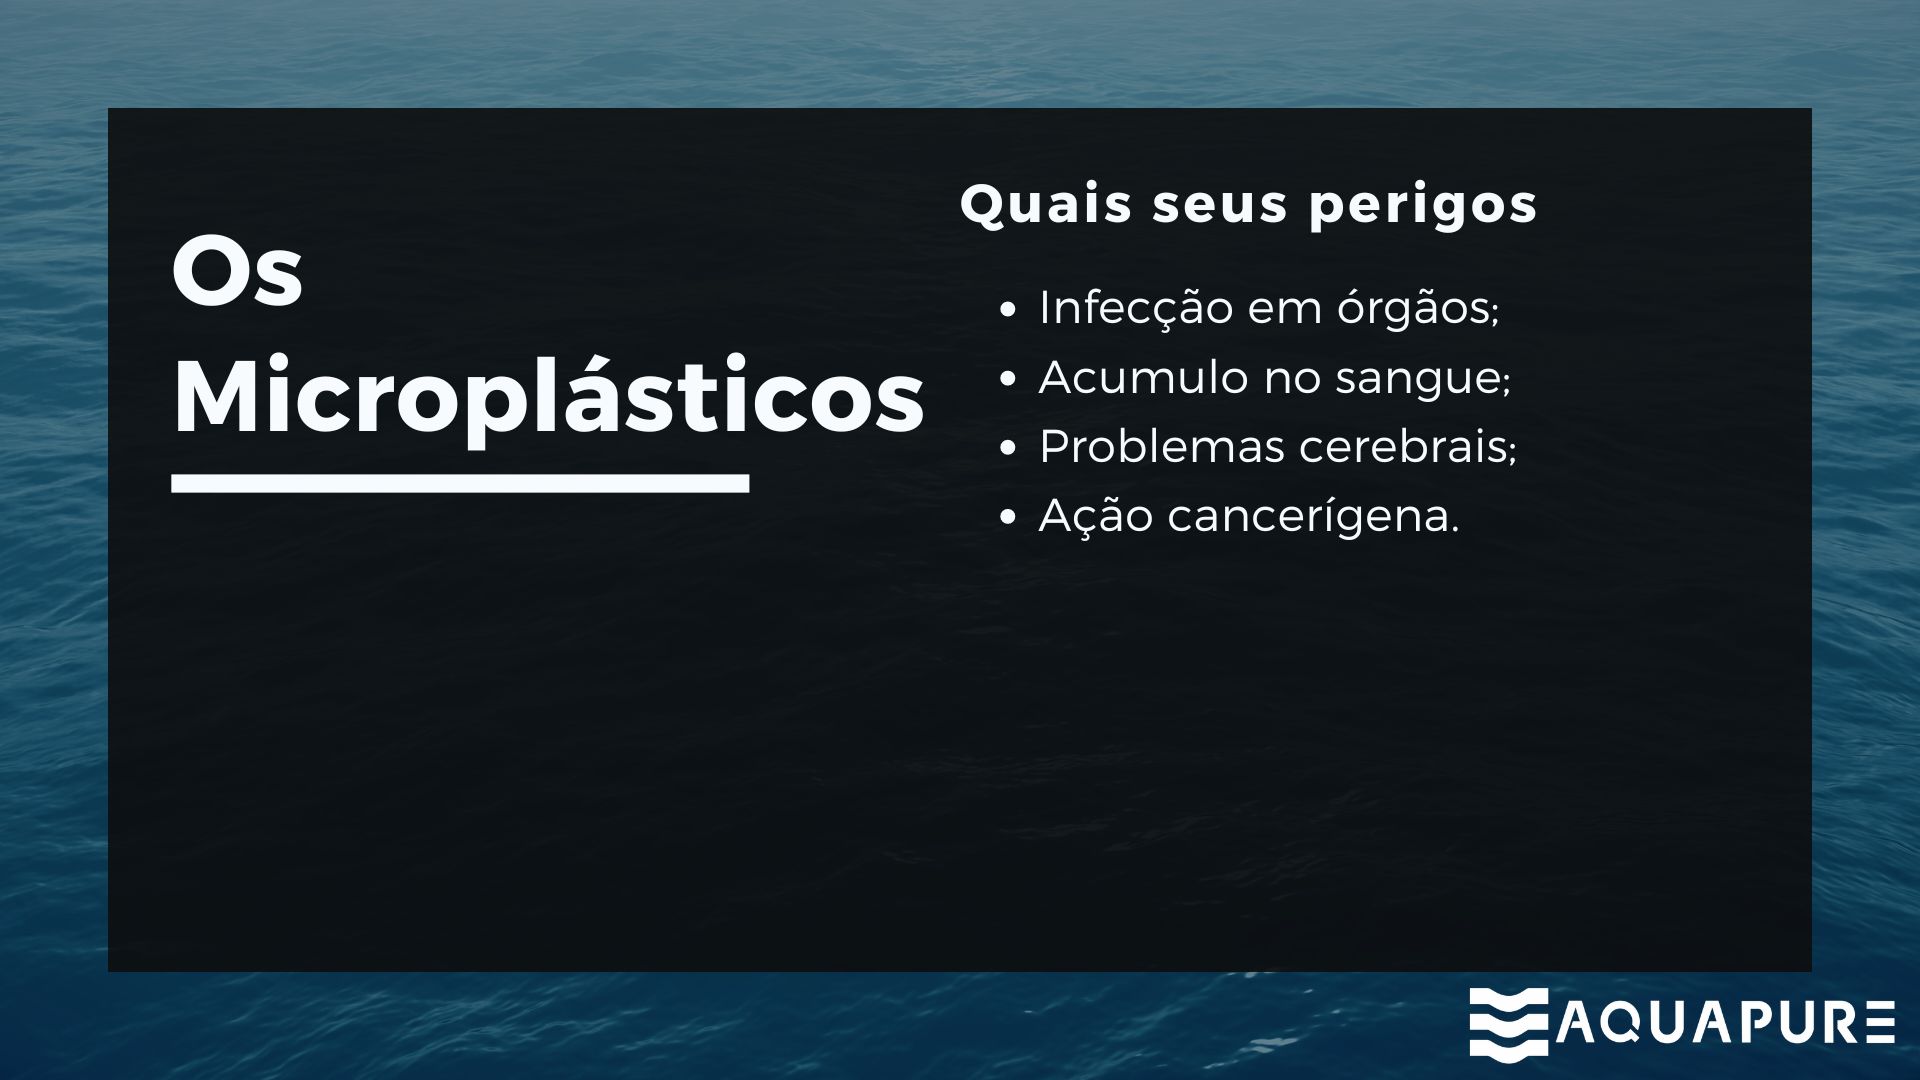 Os
Microplásticos
Quais seus perigos
• Infecção em órgãos;
• Acumulo no sangue;
• Problemas cerebrais;
• Ação cancerígena.
AQUAPURE